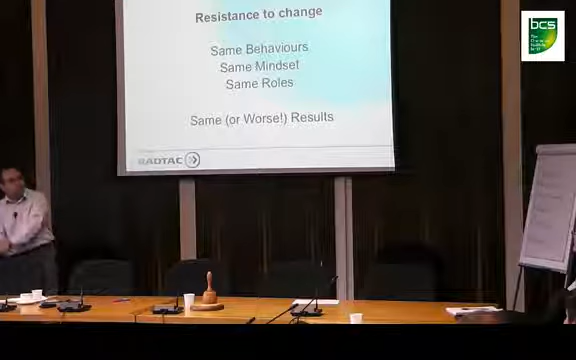 Resistance to change
Same Behaviours
Same Mindset
Same Roles
Same (or Worse!) Results
RADTAC
bcs